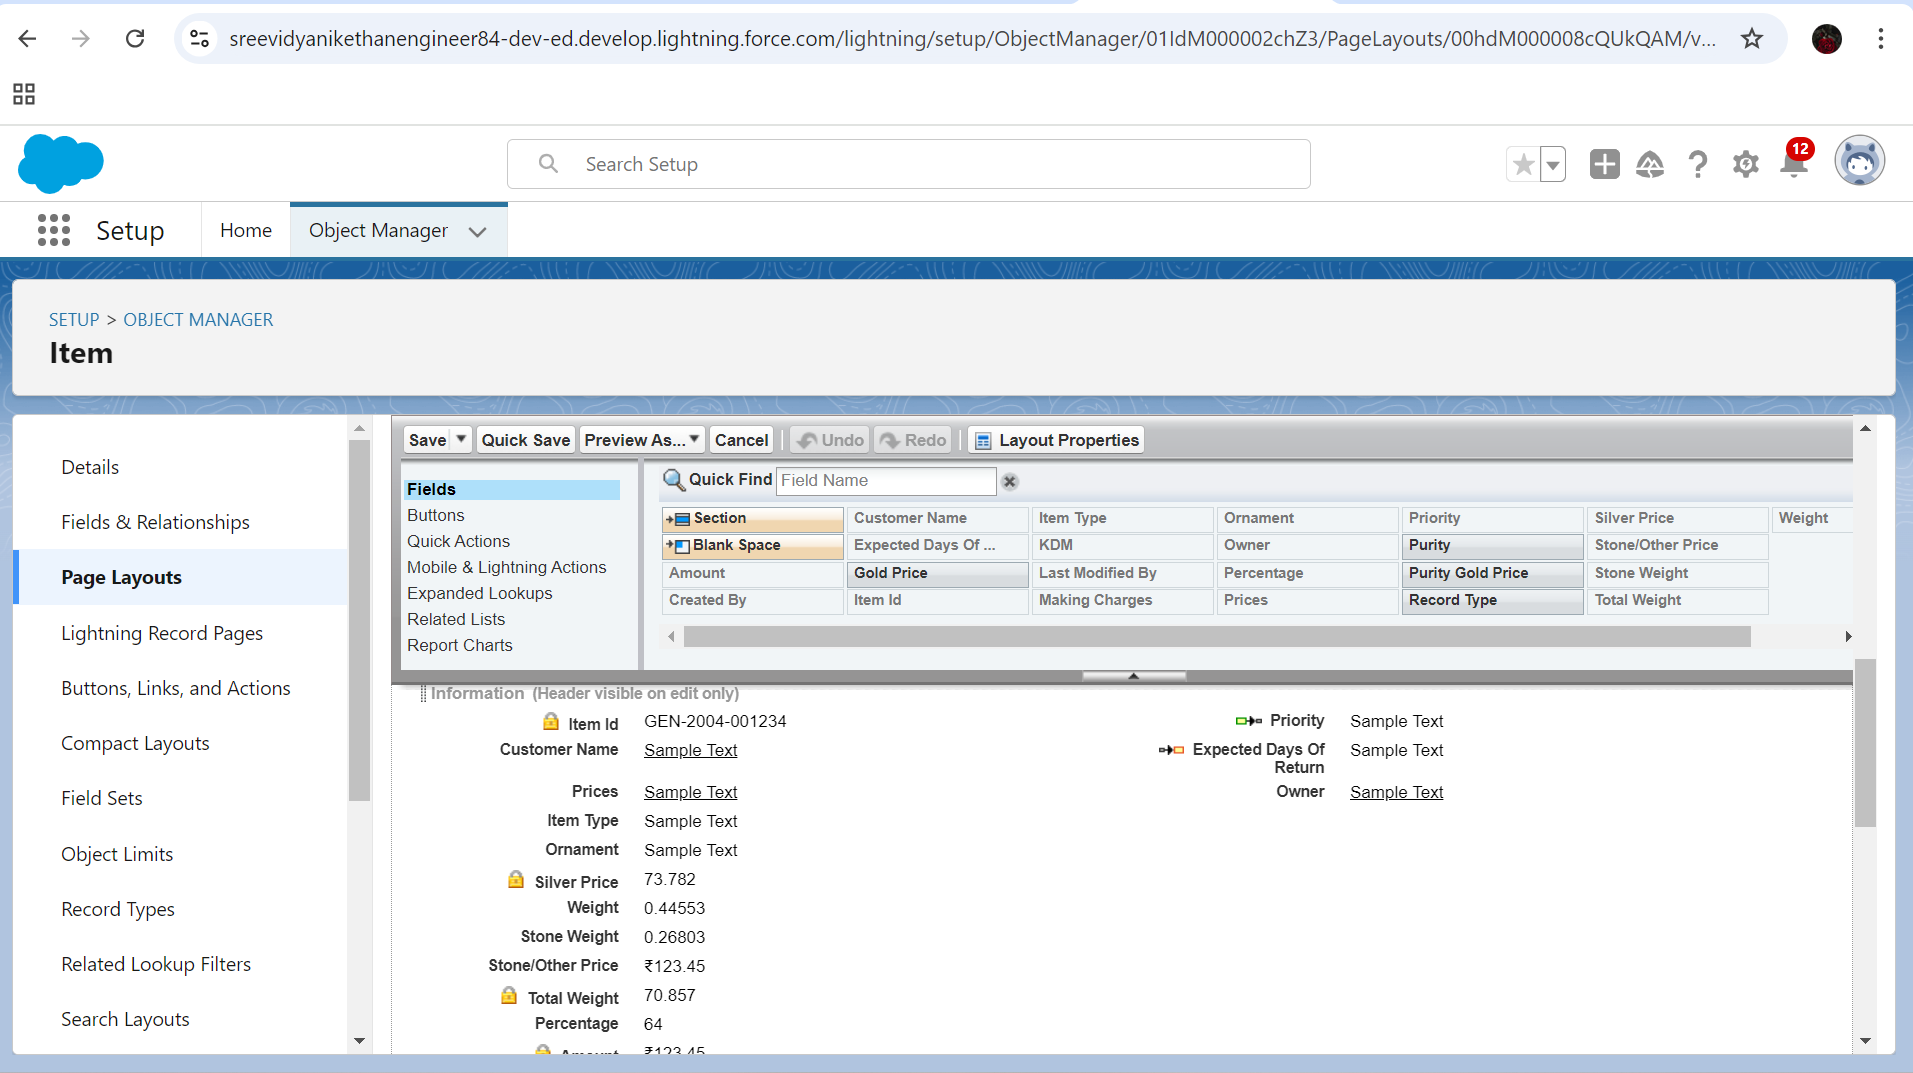 sreevidyanikethanengineer84-dev-ed.develop.lightning.force.com/lightning/setup/ObjectManager/01IdM000002chZ3/PageLayouts/00hdM000008cQUkQAM/v...
Search Setup
12
Setup
Home
Object Manager
SETUP > OBJECT MANAGER
Item
Details
Fields & Relationships
Page Layouts
Lightning Record Pages
Buttons, Links, and Actions
Compact Layouts
Field Sets
Object Limits
Record Types
Related Lookup Filters
Search Layouts
Save Quick Save Preview As... Cancel Undo Redo Layout Properties
Fields
Buttons
Quick Actions
Mobile & Lightning Actions
Expanded Lookups
Related Lists
Report Charts
Quick Find Field Name
Section Customer Name Item Type Ornament Priority Silver Price Weight
Blank Space Expected Days Of ... KDM Owner Purity Stone/Other Price
Amount Gold Price Last Modified By Percentage Purity Gold Price Stone Weight
Created By Item Id Making Charges Prices Record Type Total Weight
Information (Header visible on edit only)
Item Id GEN-2004-001234 Priority Sample Text
Customer Name Sample Text Expected Days Of Sample Text
Return
Prices Sample Text Owner Sample Text
Item Type Sample Text
Ornament Sample Text
Silver Price 73.782
Weight 0.44553
Stone Weight 0.26803
Stone/Other Price ₹123.45
Total Weight 70.857
Percentage 64
Amount ₹123.45